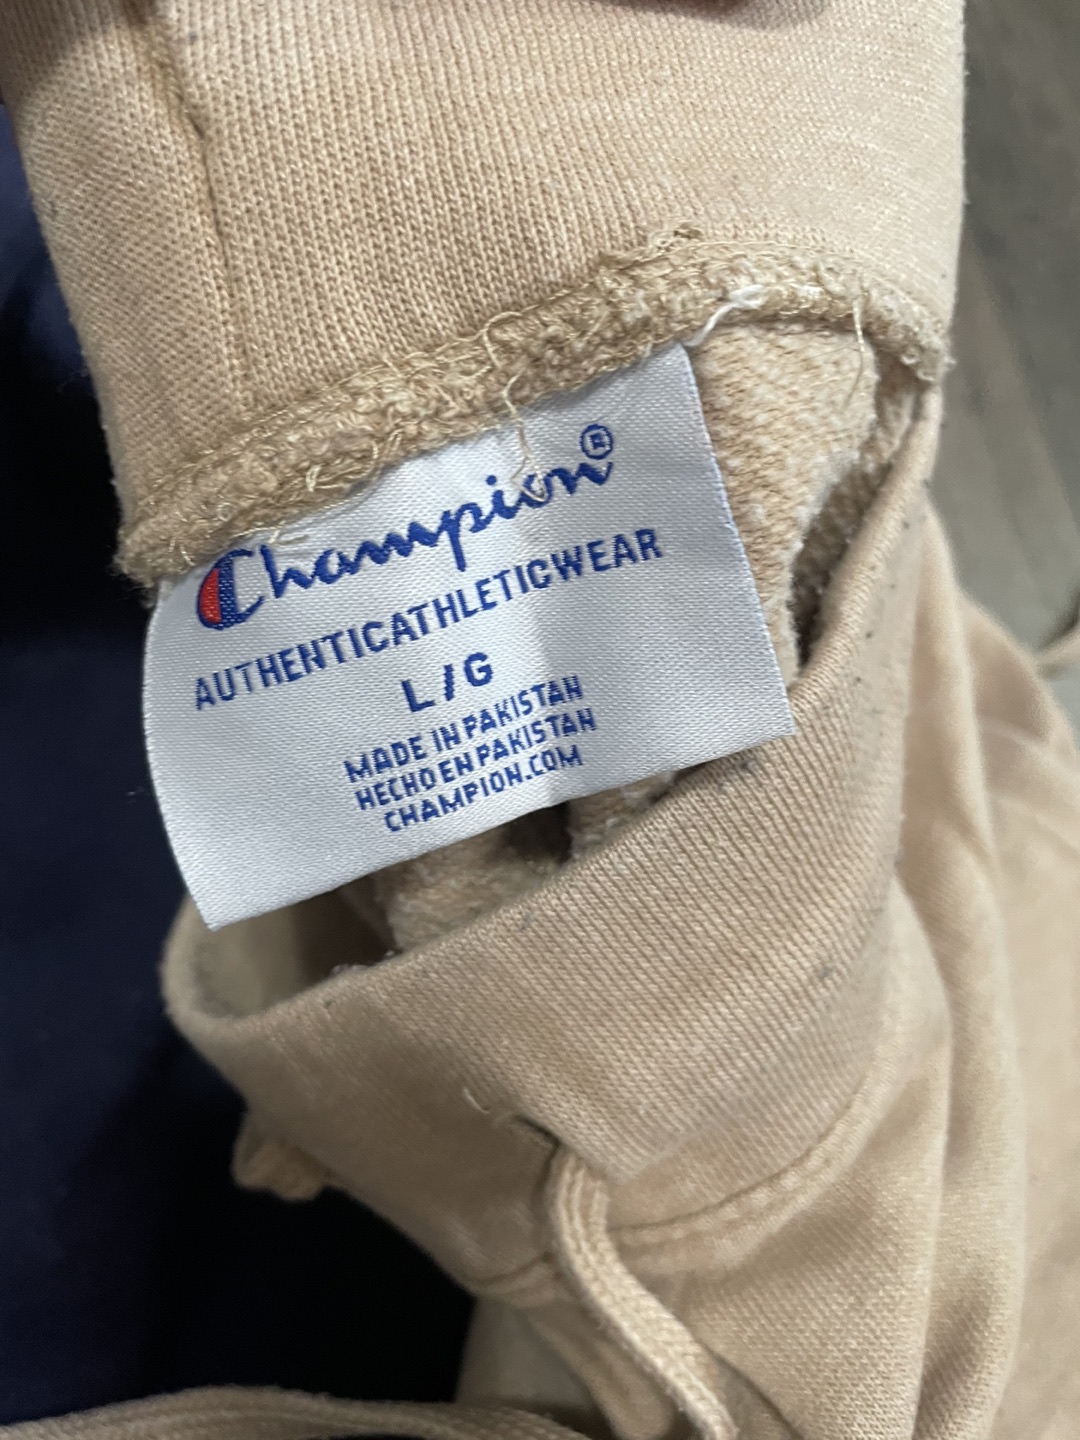 Champion®
AUTHENTICATHLETICWEAR
L/G
MADE IN PAKISTAN
HECHO EN PAKISTAN
CHAMPION.COM